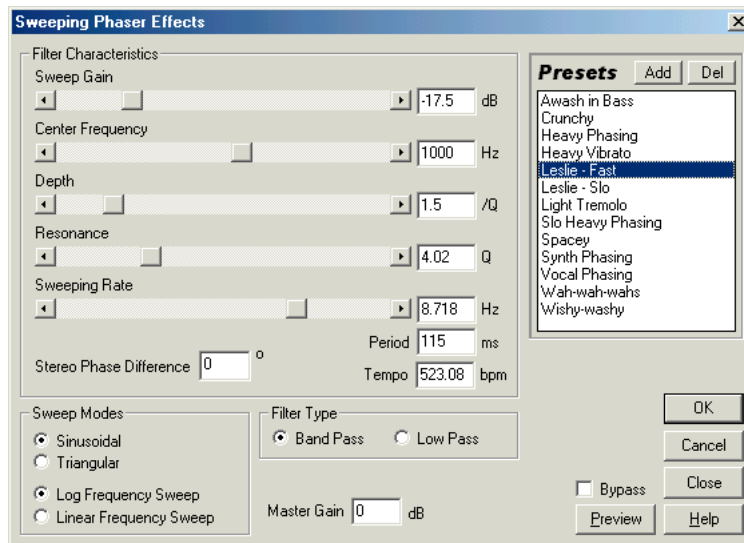 Sweeping Phaser Effects
Filter Characteristics
Sweep Gain
-17.5 dB
Center Frequency
1000 Hz
Depth
1.5 /Q
Resonance
4.02 Q
Sweeping Rate
8.718 Hz
Period 115 ms
Stereo Phase Difference 0 °
Tempo 523.08 bpm
Presets Add Del
Awash in Bass
Crunchy
Heavy Phasing
Heavy Vibrato
Leslie - Fast
Leslie - Slo
Light Tremolo
Slo Heavy Phasing
Spacey
Synth Phasing
Vocal Phasing
Wah-wah-wahs
Wishy-washy
Sweep Modes
Sinusoidal
Triangular
Log Frequency Sweep
Linear Frequency Sweep
Filter Type
Band Pass Low Pass
Master Gain 0 dB
OK
Cancel
Bypass Close
Preview Help